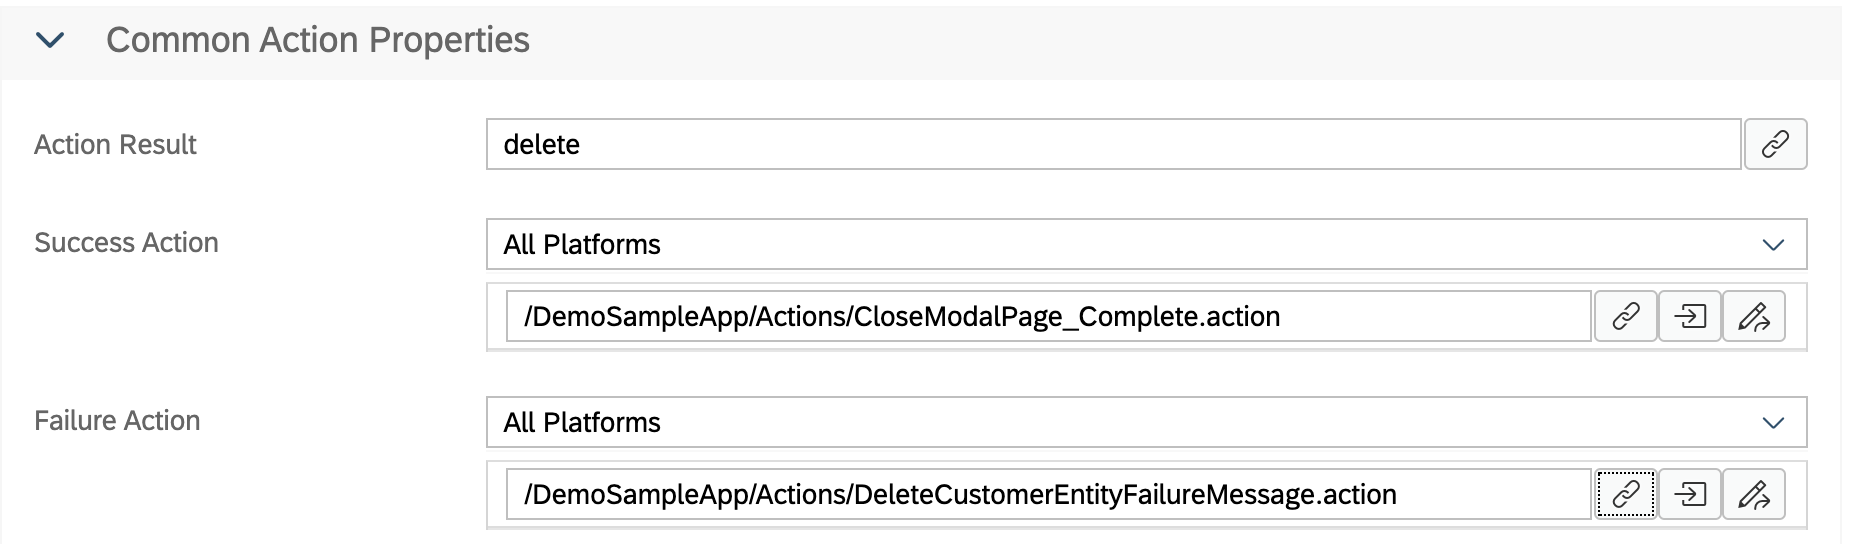 Common Action Properties
Action Result
delete
Success Action
All Platforms
/DemoSampleApp/Actions/CloseModalPage_Complete.action
Failure Action
All Platforms
/DemoSampleApp/Actions/DeleteCustomerEntityFailureMessage.action